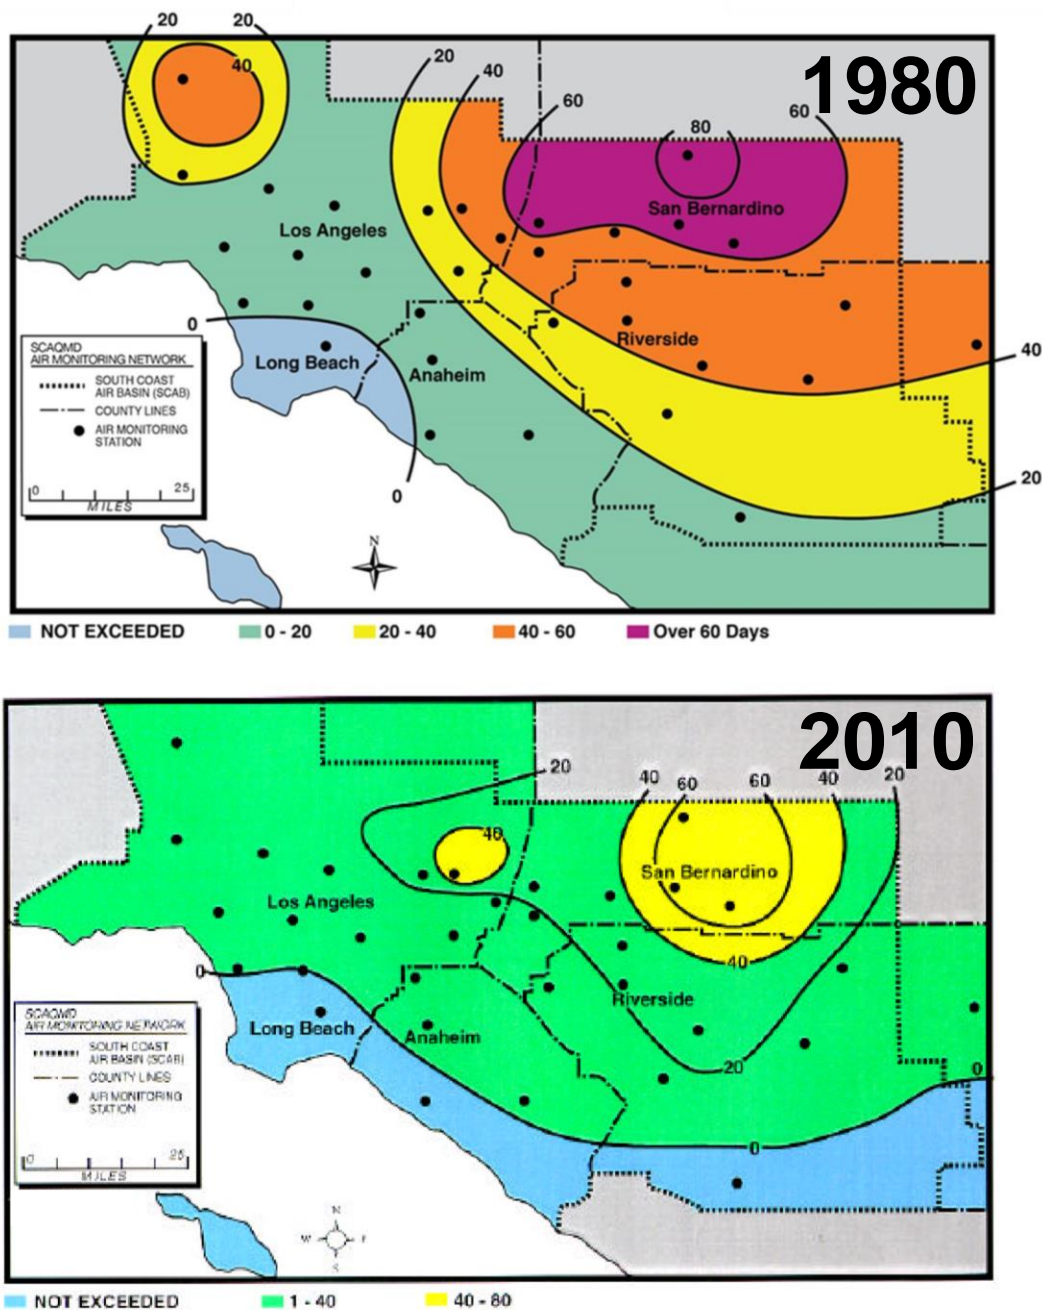 20 20
40
20
40
60
80
60
1980
San Bernardino
Los Angeles
0
Riverside
Long Beach
Anaheim
40
20
0
SCAQMD
AIR MONITORING NETWORK
SOUTH COAST
AIR BASIN (SCAB)
COUNTY LINES
AIR MONITORING
STATION
0 25
MILES
N
NOT EXCEEDED 0 - 20 20 - 40 40 - 60 Over 60 Days
2010
20
40 60 60 40 20
40
San Bernardino
Los Angeles
40
0
Riverside
Long Beach
Anaheim
20
0
0
SCAQMD
AIR MONITORING NETWORK
SOUTH COAST
AIR BASIN (SCAB)
COUNTY LINES
AIR MONITORING
STATION
0 25
MILES
N
W
S
NOT EXCEEDED 1 - 40 40 - 80